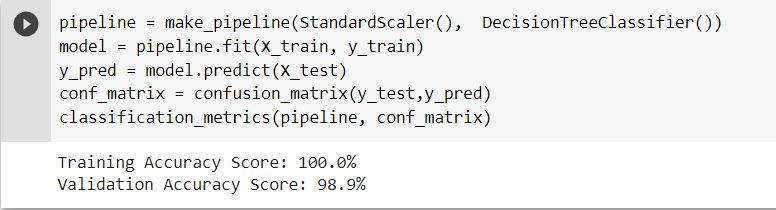 pipeline = make_pipeline(StandardScaler(),  DecisionTreeClassifier())
model = pipeline.fit(X_train, y_train)
y_pred = model.predict(X_test)
conf_matrix = confusion_matrix(y_test,y_pred)
classification_metrics(pipeline, conf_matrix)
Training Accuracy Score: 100.0%
Validation Accuracy Score: 98.9%